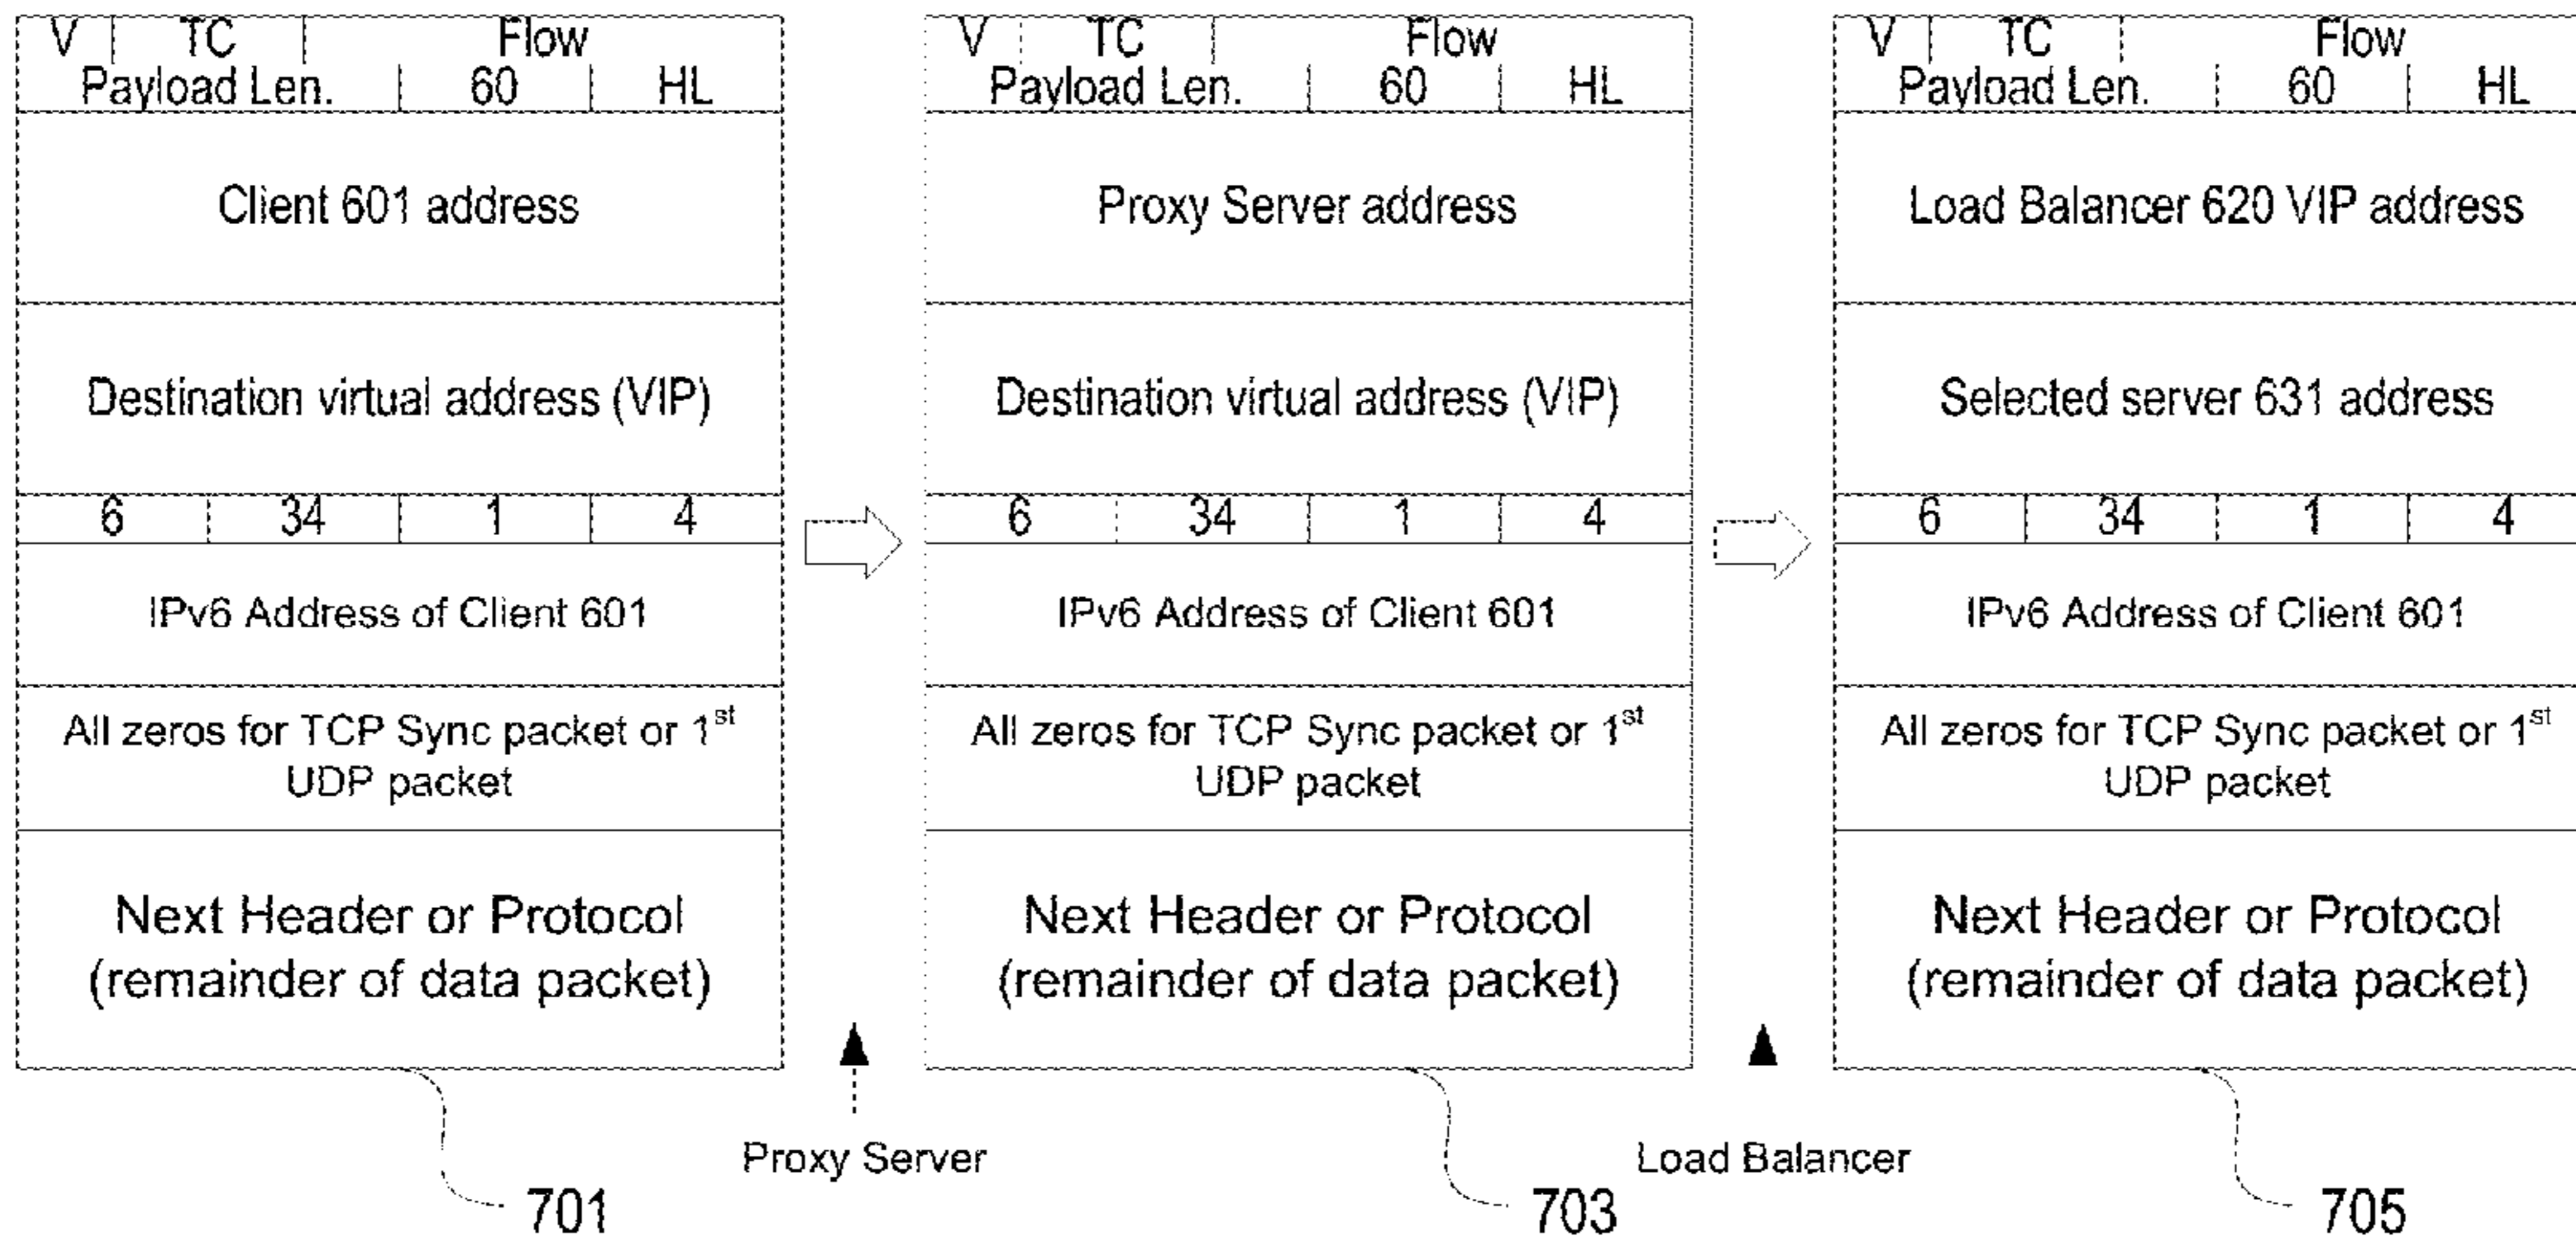 V TC Flow
Payload Len. 60 HL
Client 601 address
Destination virtual address (VIP)
6 34 1 4
IPv6 Address of Client 601
All zeros for TCP Sync packet or 1st
UDP packet
Next Header or Protocol
(remainder of data packet)
701
Proxy Server
V TC Flow
Payload Len. 60 HL
Proxy Server address
Destination virtual address (VIP)
6 34 1 4
IPv6 Address of Client 601
All zeros for TCP Sync packet or 1st
UDP packet
Next Header or Protocol
(remainder of data packet)
703
Load Balancer
V TC Flow
Payload Len. 60 HL
Load Balancer 620 VIP address
Selected server 631 address
6 34 1 4
IPv6 Address of Client 601
All zeros for TCP Sync packet or 1st
UDP packet
Next Header or Protocol
(remainder of data packet)
705